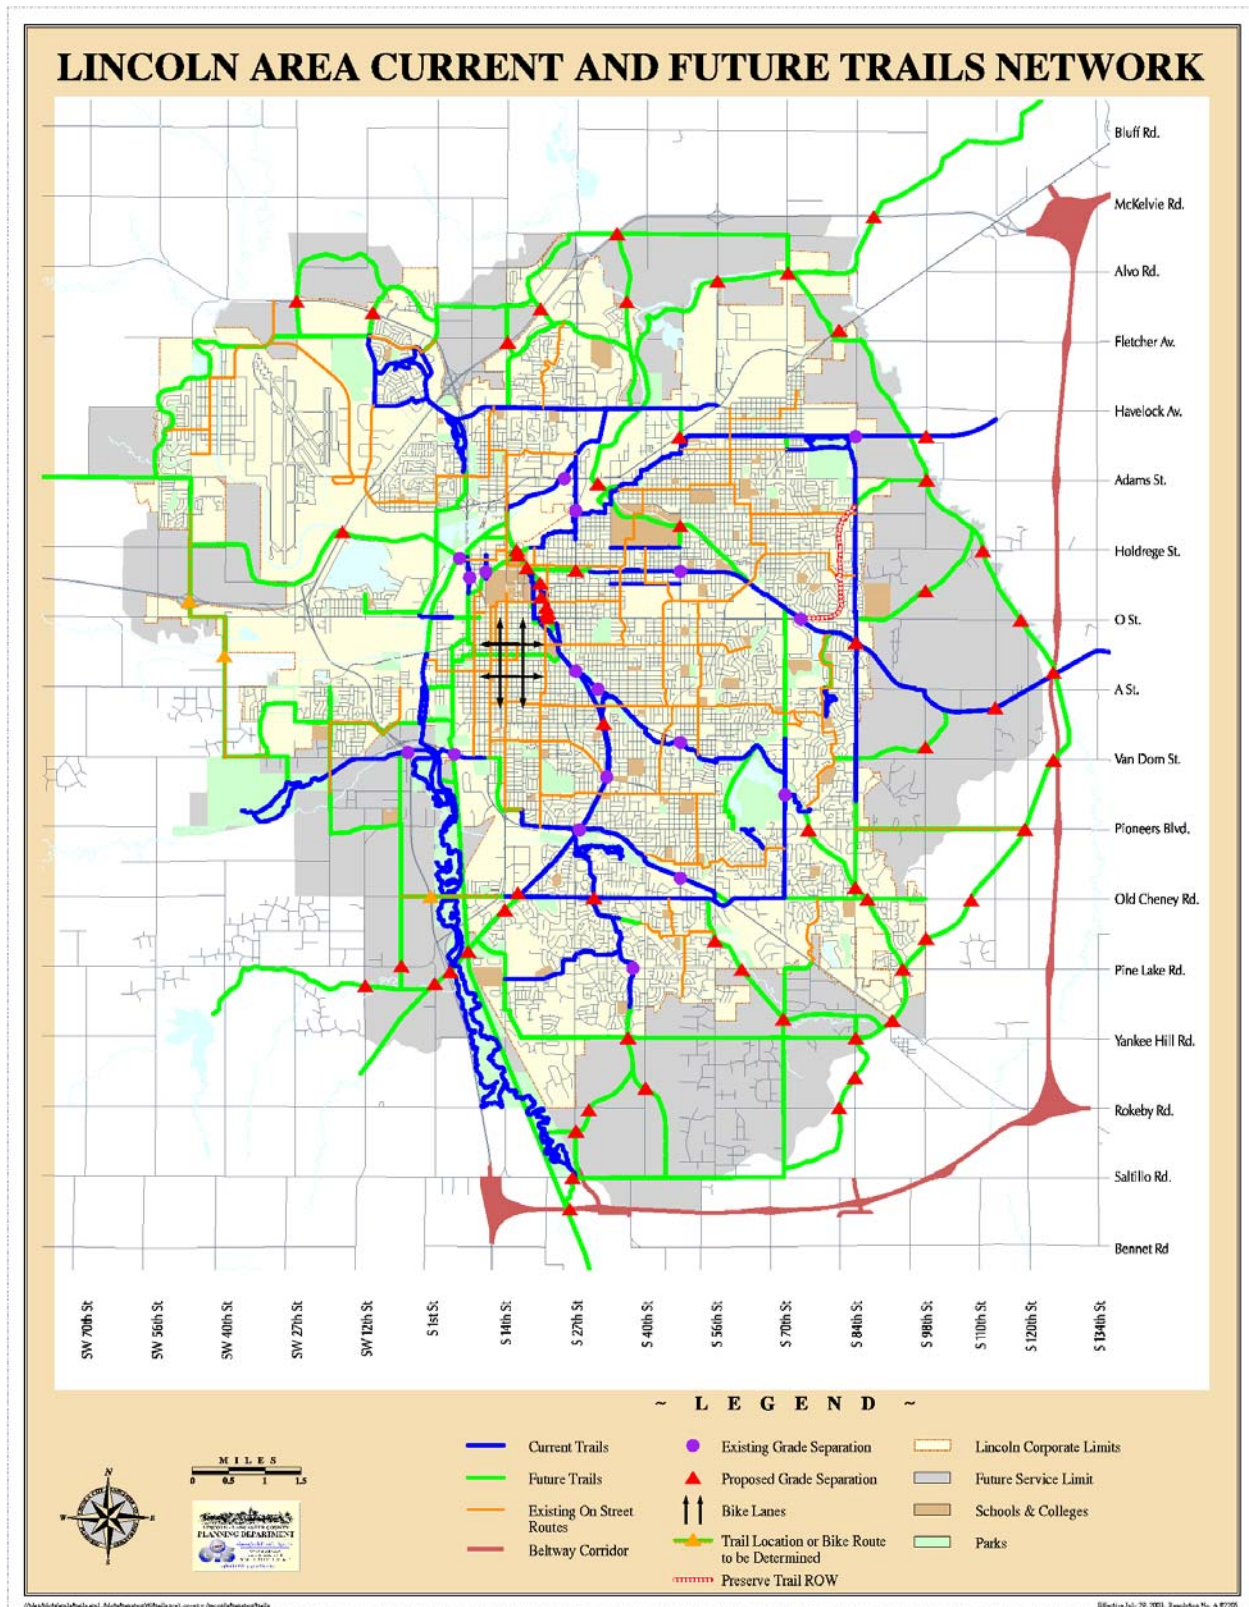 LINCOLN AREA CURRENT AND FUTURE TRAILS NETWORK
Bluff Rd.
McKelvie Rd.
Alvo Rd.
Fletcher Av.
Havelock Av.
Adams St.
Holdrege St.
O St.
A St.
Van Dorn St.
Pioneers Blvd.
Old Cheney Rd.
Pine Lake Rd.
Yankee Hill Rd.
Rokeby Rd.
Saltillo Rd.
Bennet Rd
SW 70th St
SW 56th St
SW 40th St
SW 27th St
SW 12th St
S 1st St
S 14th St
S 27th St
S 40th St
S 56th St
S 70th St
S 84th St
S 98th St
S 110th St
S 120th St
S 134th St
~ L E G E N D ~
Current Trails
Future Trails
Existing On Street
Routes
Beltway Corridor
Existing Grade Separation
Proposed Grade Separation
Bike Lanes
Trail Location or Bike Route
to be Determined
Preserve Trail ROW
Lincoln Corporate Limits
Future Service Limit
Schools & Colleges
Parks
N
W E
S
M I L E S
0 0.5 1 1.5
PLANNING DEPARTMENT